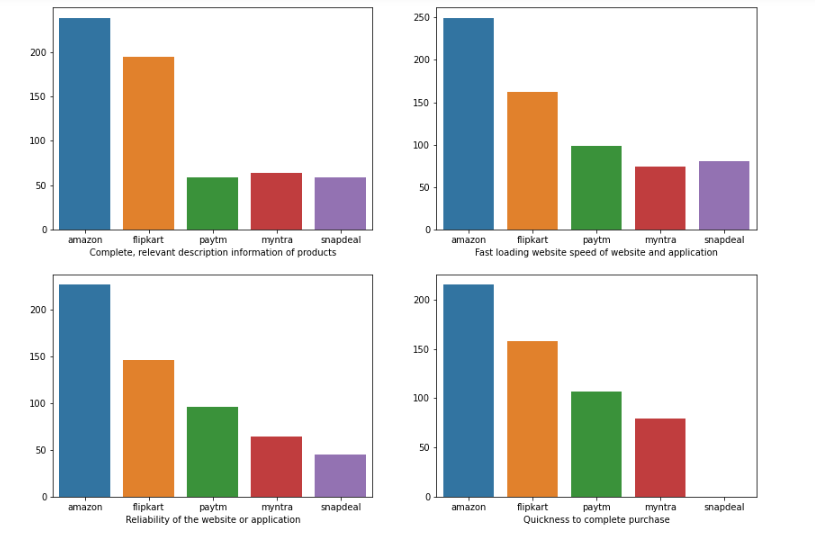 200
150
100
50
0
amazon flipkart paytm myntra snapdeal
Complete, relevant description information of products
250
200
150
100
50
0
amazon flipkart paytm myntra snapdeal
Fast loading website speed of website and application
200
150
100
50
0
amazon flipkart paytm myntra snapdeal
Reliability of the website or application
200
150
100
50
0
amazon flipkart paytm myntra snapdeal
Quickness to complete purchase